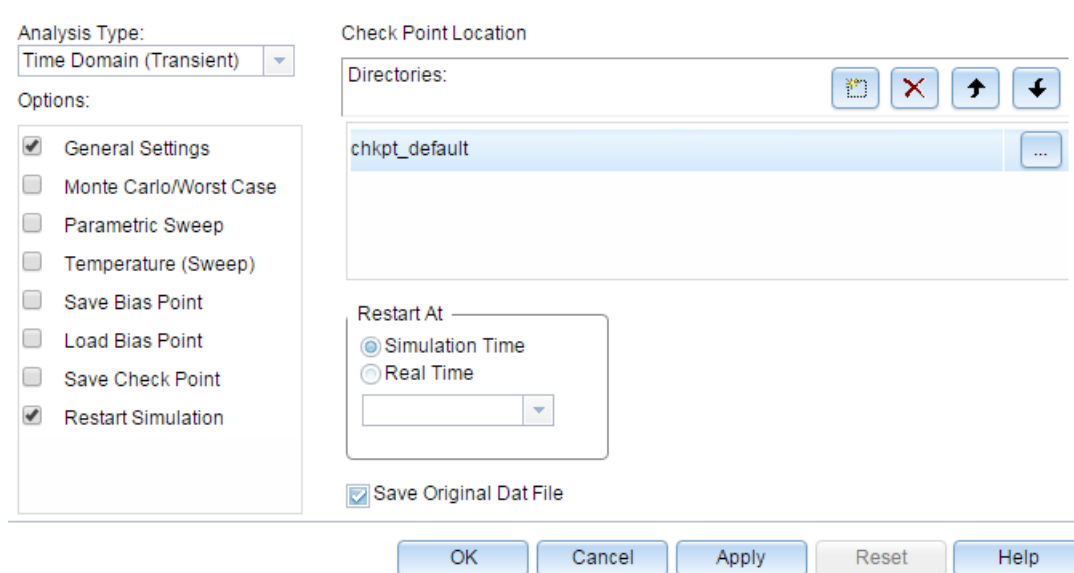 Analysis Type:
Time Domain (Transient)
Options:
General Settings
Monte Carlo/Worst Case
Parametric Sweep
Temperature (Sweep)
Save Bias Point
Load Bias Point
Save Check Point
Restart Simulation
Check Point Location
Directories:
chkpt_default
...
Restart At
Simulation Time
Real Time
Save Original Dat File
OK Cancel Apply Reset Help